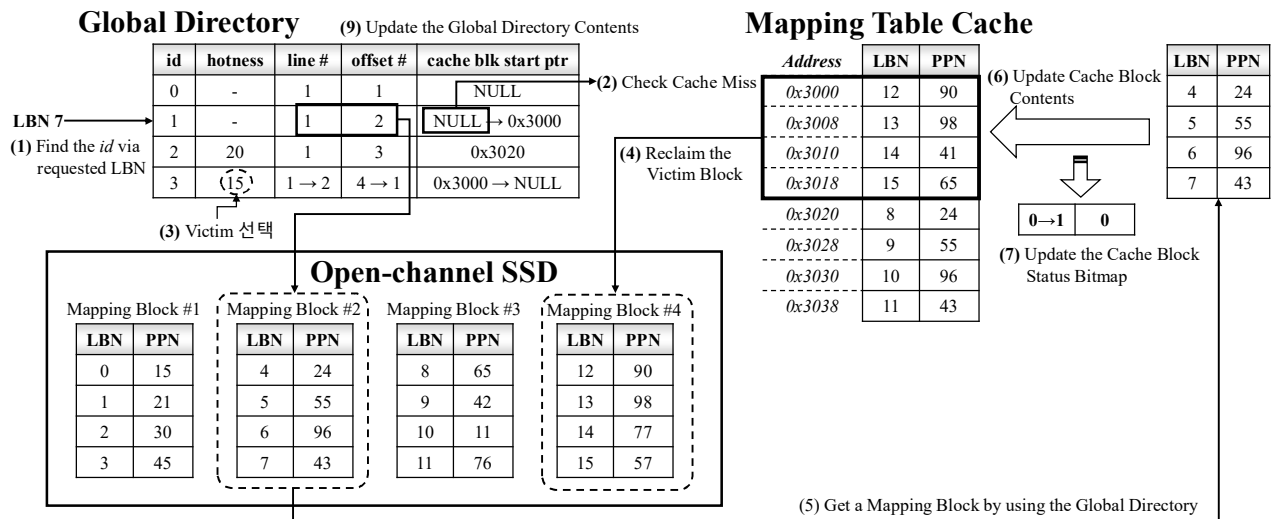 Global Directory
(9) Update the Global Directory Contents
id hotness line # offset # cache blk start ptr
0 - 1 1 NULL
1 - 1 2 NULL → 0x3000
2 20 1 3 0x3020
3 15 1 → 2 4 → 1 0x3000 → NULL
LBN 7
(1) Find the id via
requested LBN
(2) Check Cache Miss
(3) Victim 선택
(4) Reclaim the
Victim Block
Mapping Table Cache
Address LBN PPN
0x3000 12 90
0x3008 13 98
0x3010 14 41
0x3018 15 65
0x3020 8 24
0x3028 9 55
0x3030 10 96
0x3038 11 43
(6) Update Cache Block
Contents
LBN PPN
4 24
5 55
6 96
7 43
0→1 0
(7) Update the Cache Block
Status Bitmap
Open-channel SSD
Mapping Block #1
LBN PPN
0 15
1 21
2 30
3 45
Mapping Block #2
LBN PPN
4 24
5 55
6 96
7 43
Mapping Block #3
LBN PPN
8 65
9 42
10 11
11 76
Mapping Block #4
LBN PPN
12 90
13 98
14 77
15 57
(5) Get a Mapping Block by using the Global Directory